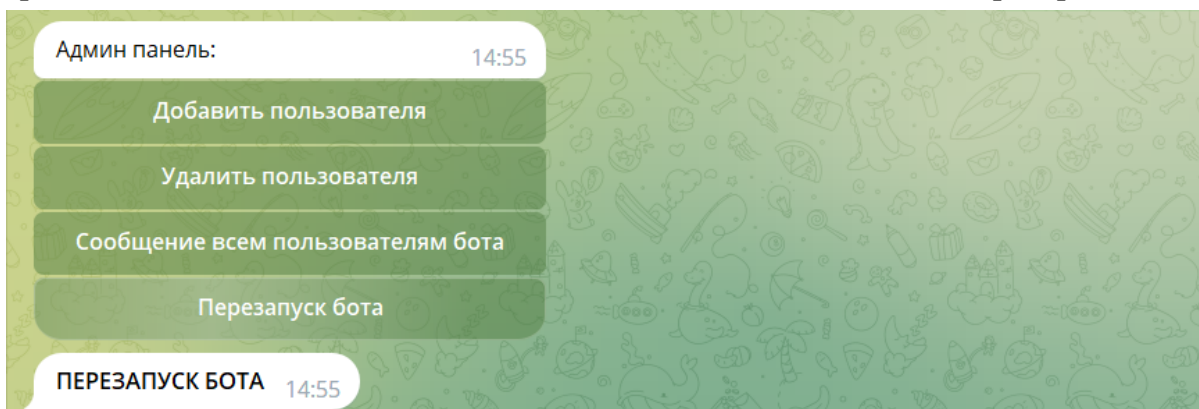 Админ панель:
14:55
Добавить пользователя
Удалить пользователя
Сообщение всем пользователям бота
Перезапуск бота
ПЕРЕЗАПУСК БОТА 14:55